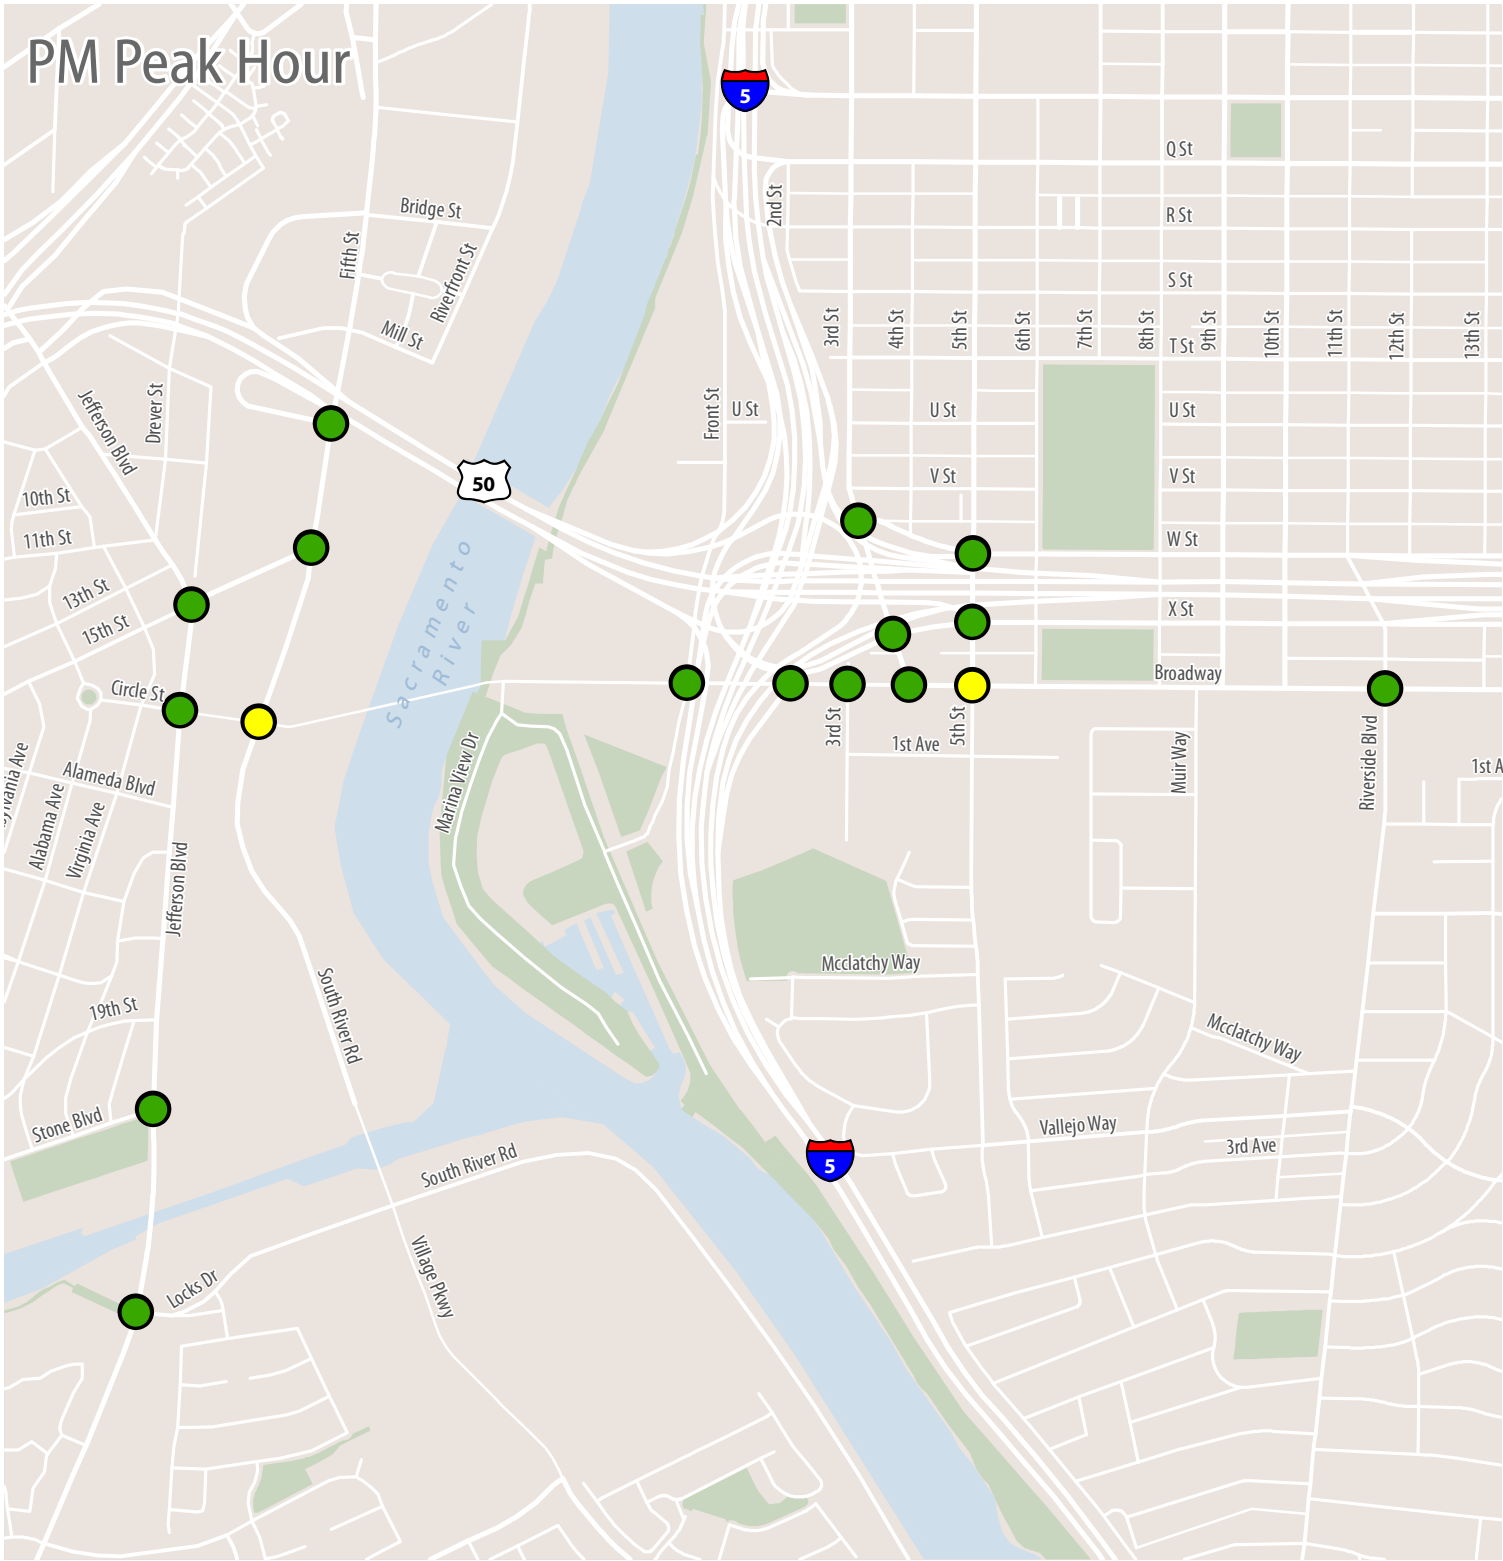 PM Peak Hour
5
Q St
2nd St
R St
Bridge St
Fifth St
Riverfront St
S St
Mill St
3rd St
4th St
5th St
6th St
7th St
8th St
T St
9th St
10th St
11th St
12th St
13th St
Jefferson Blvd
Drever St
Front St
U St
U St
U St
50
V St
V St
10th St
11th St
W St
Sacramento
River
13th St
15th St
X St
Broadway
Circle St
3rd St
5th St
1st Ave
Marina View Dr
Muir Way
Riverside Blvd
1st A
ylvania Ave
Alameda Blvd
Alabama Ave
Virginia Ave
Jefferson Blvd
Mcclatchy Way
South River Rd
19th St
Mcclatchy Way
Stone Blvd
Vallejo Way
3rd Ave
South River Rd
5
Village Pkwy
Locks Dr